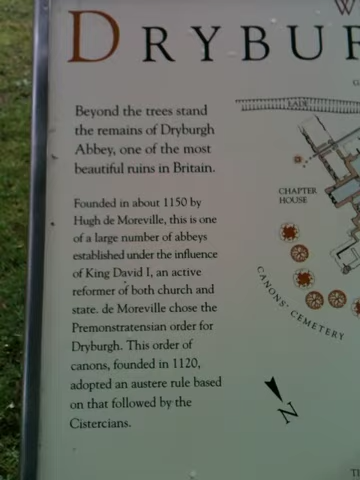 W
DRYBUR
G
Beyond the trees stand
the remains of Dryburgh
Abbey, one of the most
beautiful ruins in Britain.
Founded in about 1150 by
Hugh de Moreville, this is one
of a large number of abbeys
established under the influence
of King David I, an active
reformer of both church and
state. de Moreville chose the
Premonstratensian order for
Dryburgh. This order of
canons, founded in 1120,
adopted an austere rule based
on that followed by the
Cistercians.
LADE
CHAPTER
HOUSE
CANONS' CEMETERY
N
TI